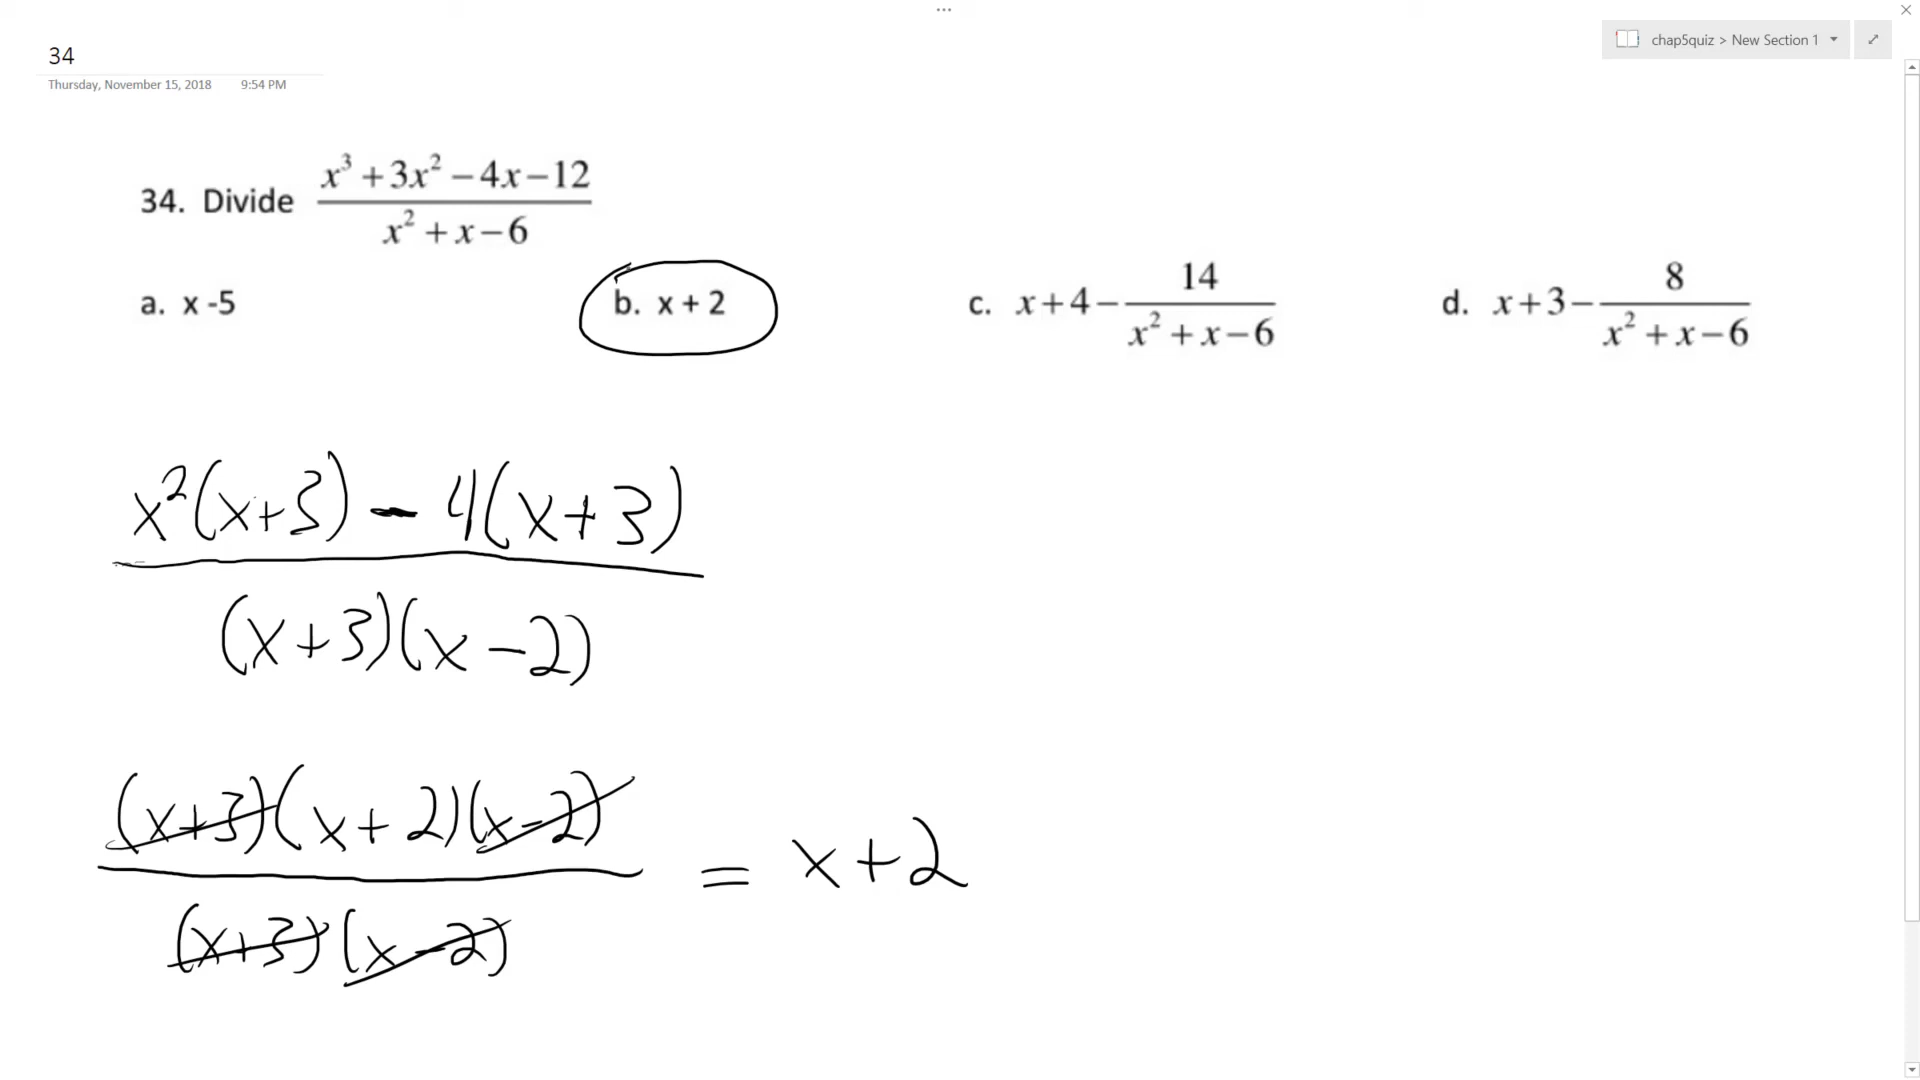 ...
chap5quiz > New Section 1
34
Thursday, November 15, 2018 9:54 PM
34. Divide (x³ + 3x² − 4x − 12)/(x² + x − 6)
a. x -5 b. x + 2 c. x + 4 − 14/(x² + x − 6) d. x + 3 − 8/(x² + x − 6)
x²(x+3) - 4(x+3)
(x+3)(x-2)
(x+3)(x+2)(x-2)
= x+2
(x+3)(x-2)